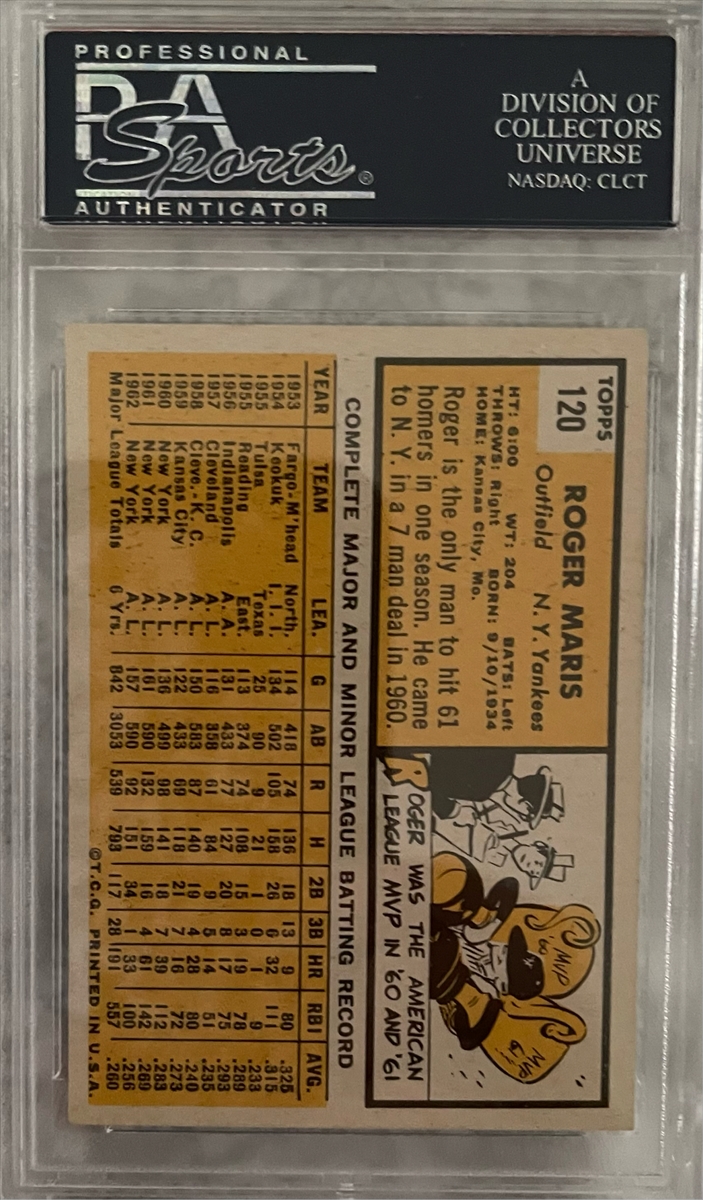 PROFESSIONAL
PSA
Sports®
AUTHENTICATOR
A
DIVISION OF
COLLECTORS
UNIVERSE
NASDAQ: CLCT
TOPPS
120
ROGER MARIS
Outfield N. Y. Yankees
HT: 6:00 WT: 204 BATS: Left
THROWS: Right BORN: 9/10/1934
HOME: Kansas City, Mo.
Roger is the only man to hit 61
homers in one season. He came
to N. Y. in a 7 man deal in 1960.
MVP
'60
MVP
'61
ROGER WAS THE AMERICAN
LEAGUE MVP IN '60 AND '61
COMPLETE MAJOR AND MINOR LEAGUE BATTING RECORD
YEAR TEAM LEA. G AB R H 2B 3B HR RBI AVG.
1953 Fargo-M'head North. 114 418 74 136 18 13 9 80 .325
1954 Keokuk I. I. I. 134 502 105 158 26 6 32 111 .315
1955 Tulsa Texas 25 90 9 21 1 0 1 9 .233
1955 Reading East. 113 374 74 108 15 3 19 78 .289
1956 Indianapolis A. A. 131 433 77 127 20 8 17 75 .293
1957 Cleveland A. L. 116 358 61 84 9 5 14 51 .235
1958 Cleve.-K. C. A. L. 150 583 87 140 19 4 28 80 .240
1959 Kansas City A. L. 122 433 69 118 21 7 16 72 .273
1960 New York A. L. 136 499 98 141 18 7 39 112 .283
1961 New York A. L. 161 590 132 159 16 4 61 142 .269
1962 New York A. L. 157 590 92 151 34 1 33 100 .256
Major League Totals 6 Yrs. 842 3053 539 793 117 28 191 557 .260
©T.C.G. PRINTED IN U.S.A.